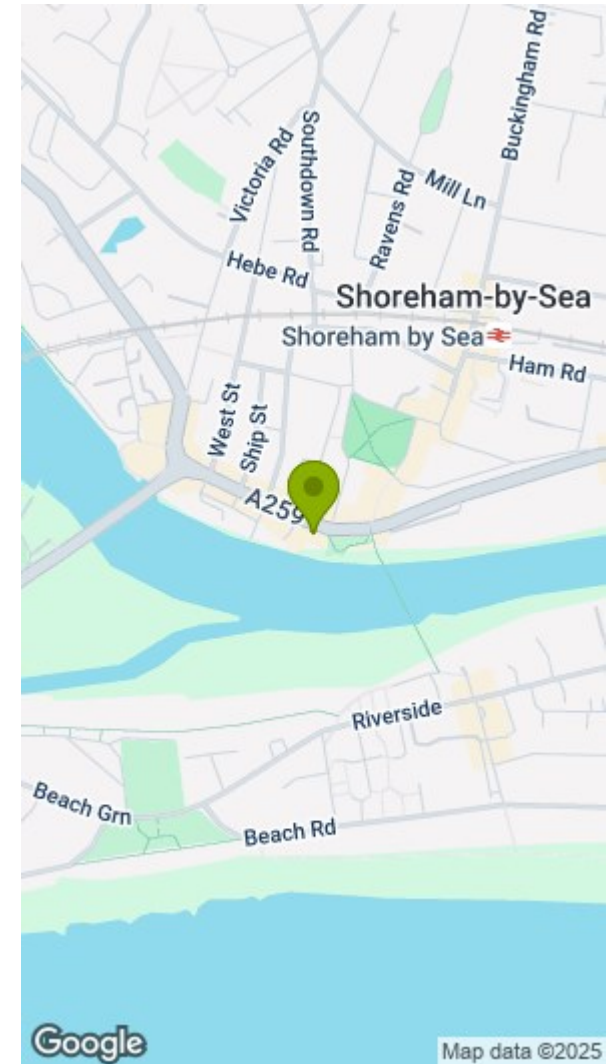 Buckingham Rd
Victoria Rd
Southdown Rd
Mill Ln
Ravens Rd
Hebe Rd
Shoreham-by-Sea
Shoreham by Sea
Ham Rd
West St
Ship St
A259
Riverside
Beach Grn
Beach Rd
Google
Map data ©2025